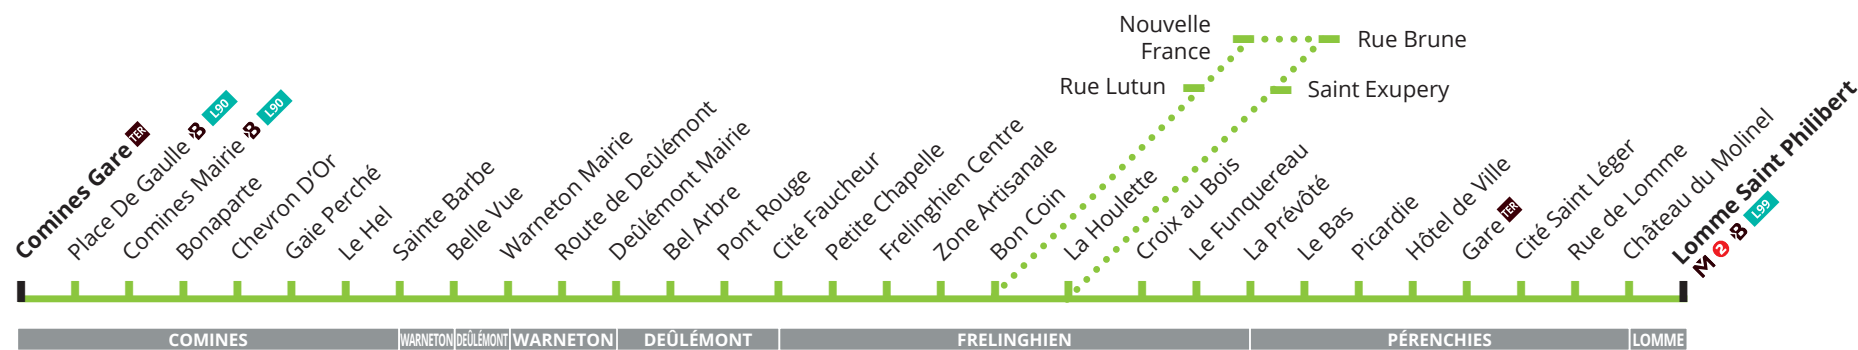 Nouvelle
France
Rue Brune
Rue Lutun
Saint Exupery
Comines Gare TER
Place De Gaulle B L90
Comines Mairie B L90
Bonaparte
Chevron D'Or
Gaie Perché
Le Hel
Sainte Barbe
Belle Vue
Warneton Mairie
Route de Deûlémont
Deûlémont Mairie
Bel Arbre
Pont Rouge
Cité Faucheur
Petite Chapelle
Frelinghien Centre
Zone Artisanale
Bon Coin
La Houlette
Croix au Bois
Le Funquereau
La Prévôté
Le Bas
Picardie
Hôtel de Ville
Gare TER
Cité Saint Léger
Rue de Lomme
Château du Molinel
Lomme Saint Philibert
M 2 B L99
COMINES
WARNETON
DEÛLÉMONT
WARNETON
DEÛLÉMONT
FRELINGHIEN
PÉRENCHIES
LOMME